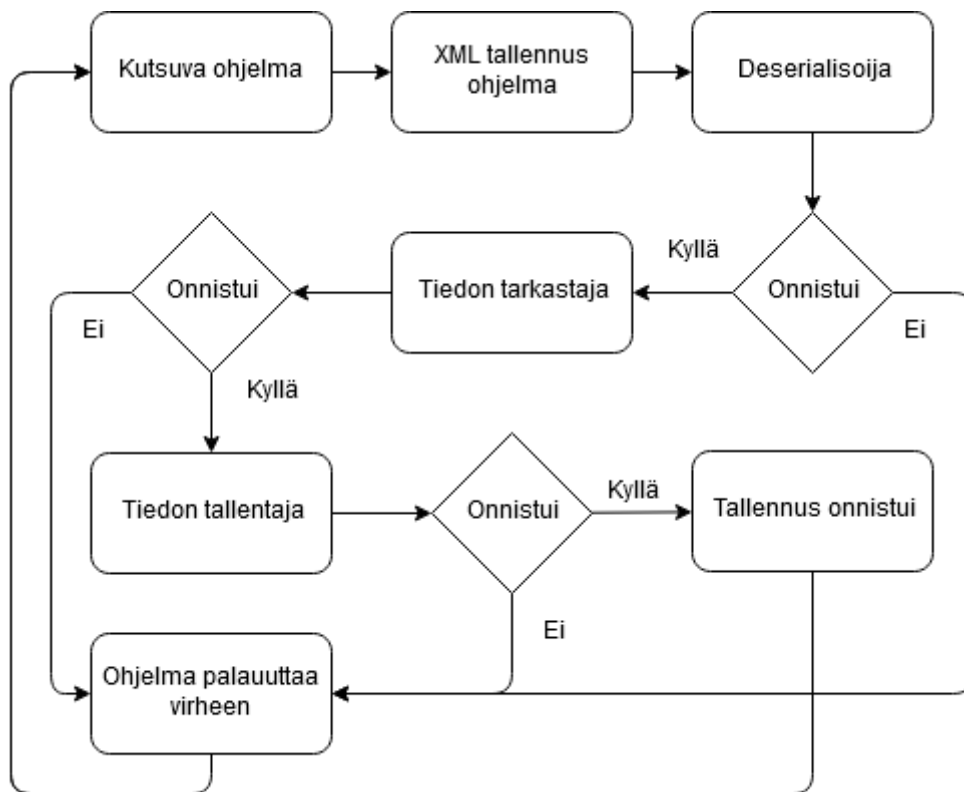 Kutsuva ohjelma
XML tallennus
ohjelma
Deserialisoija
Kyllä
Onnistui
Tiedon tarkastaja
Onnistui
Ei
Ei
Kyllä
Tiedon tallentaja
Onnistui
Kyllä
Tallennus onnistui
Ei
Ohjelma palauuttaa
virheen